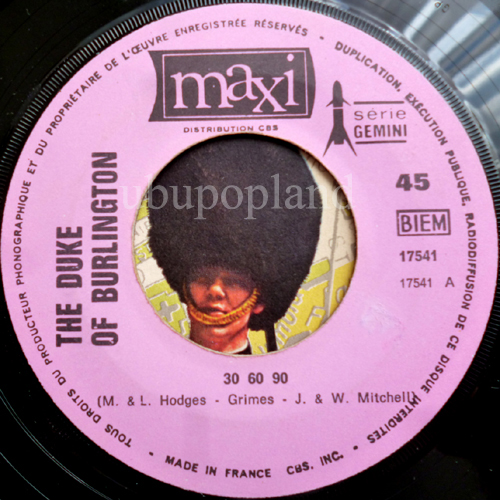 TOUS DROITS DU PRODUCTEUR PHONOGRAPHIQUE ET DU PROPRIÉTAIRE DE L'ŒUVRE ENREGISTRÉE RÉSERVÉS - DUPLICATION, EXÉCUTION PUBLIQUE, RADIODIFFUSION DE CE DISQUE INTERDITES -
maxi
DISTRIBUTION CBS
série
GEMINI
ubupopland
45
BIEM
17541
17541 A
THE DUKE
OF BURLINGTON
30 60 90
(M. & L. Hodges - Grimes - J. & W. Mitchell)
MADE IN FRANCE CBS. INC. -